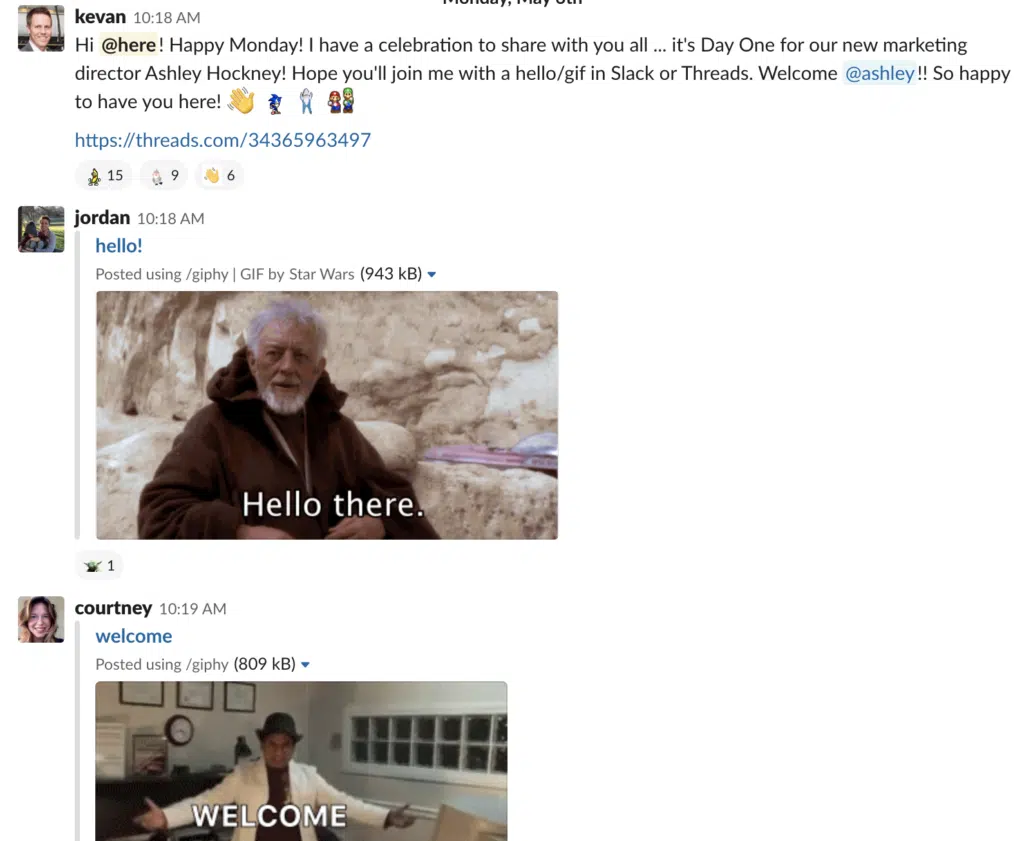 Monday, May 6th
kevan 10:18 AM
Hi @here! Happy Monday! I have a celebration to share with you all ... it's Day One for our new marketing
director Ashley Hockney! Hope you'll join me with a hello/gif in Slack or Threads. Welcome @ashley!! So happy
to have you here!
https://threads.com/34365963497
15 9 6
jordan 10:18 AM
hello!
Posted using /giphy | GIF by Star Wars (943 kB)
Hello there.
1
courtney 10:19 AM
welcome
Posted using /giphy (809 kB)
WELCOME